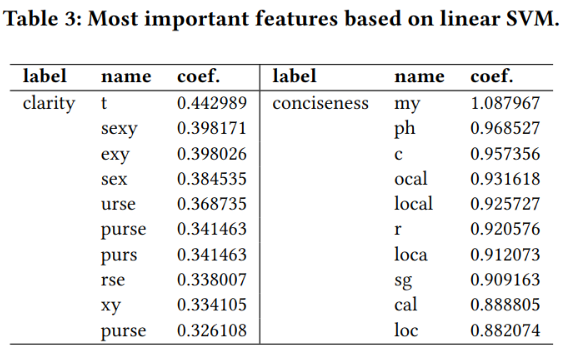 Table 3: Most important features based on linear SVM.
label name coef. label name coef.
clarity t 0.442989 conciseness my 1.087967
sexy 0.398171 ph 0.968527
exy 0.398026 c 0.957356
sex 0.384535 ocal 0.931618
urse 0.368735 local 0.925727
purse 0.341463 r 0.920576
purs 0.341463 loca 0.912073
rse 0.338007 sg 0.909163
xy 0.334105 cal 0.888805
purse 0.326108 loc 0.882074